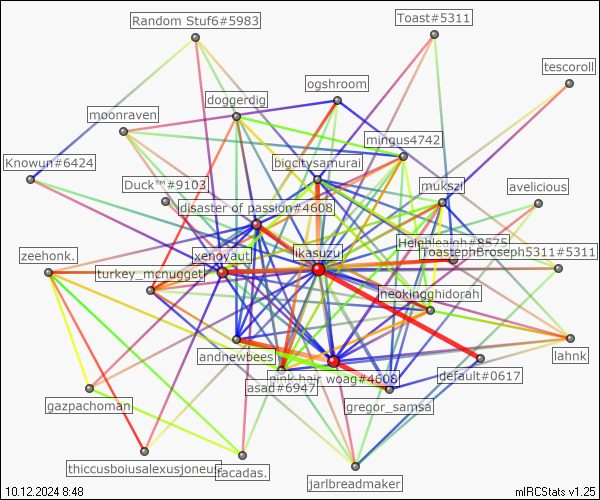 Random Stuf6#5983
Toast#5311
tescoroll
ogshroom
doggerdig
moonraven
mingus4742
Knowun#6424
bigcitysamurai
Duck™#9103
mukszi
avelicious
disaster of passion#4608
zeehonk.
xenoyaut
ikasuzu
Heighleaigh#8575
ToastephBroseph5311#5311
turkey_mcnugget
neokingghidorah
andnewbees
lahnk
pink hair woag#4608
default#0617
asad#6947
gazpachoman
gregor_samsa
thiccusboiusalexusjoneus
facadas.
jarlbreadmaker
10.12.2024 8:48
mIRCStats v1.25